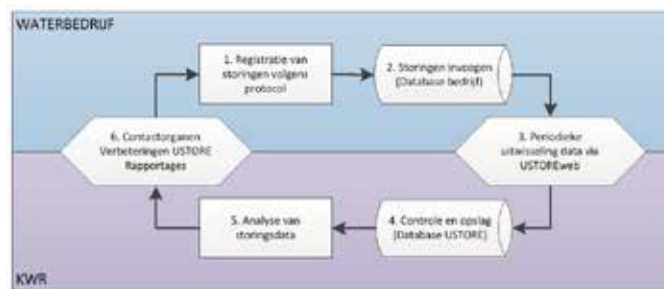 WATERBEDRIJF
1. Registratie van
storingen volgens
protocol
2. Storingen invoegen
(Database bedrijf)
3. Periodieke
uitwisseling data via
USTOREweb
4. Controle en opslag
(Database USTORE)
5. Analyse van
storingsdata
6. Contactorganen
Verbeteringen USTORE
Rapportages
KWR